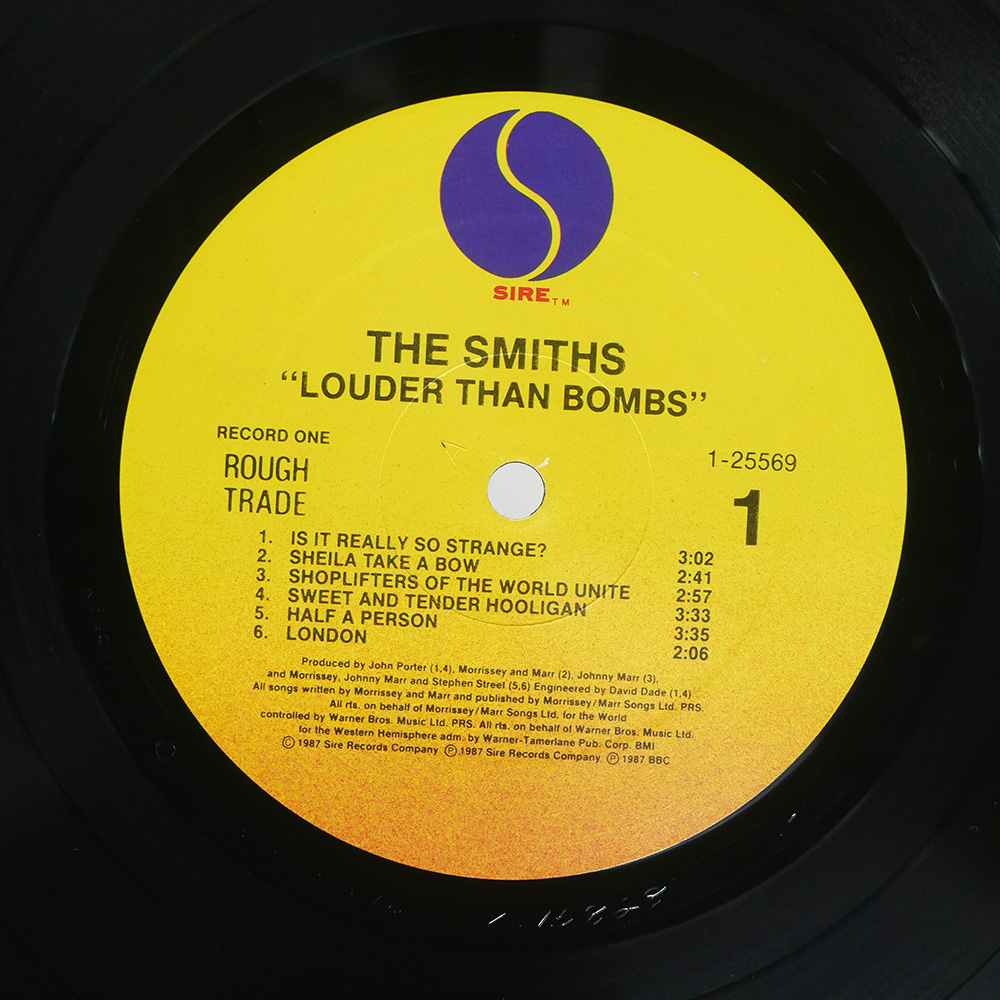 SIRE TM
THE SMITHS
“LOUDER THAN BOMBS”
RECORD ONE
ROUGH
TRADE
1-25569
1
1. IS IT REALLY SO STRANGE? 3:02
2. SHEILA TAKE A BOW 2:41
3. SHOPLIFTERS OF THE WORLD UNITE 2:57
4. SWEET AND TENDER HOOLIGAN 3:33
5. HALF A PERSON 3:35
6. LONDON 2:06
Produced by John Porter (1,4), Morrissey and Marr (2), Johnny Marr (3),
and Morrissey, Johnny Marr and Stephen Street (5,6) Engineered by David Dade (1,4)
All songs written by Morrissey and Marr and published by Morrissey/Marr Songs Ltd. PRS.
All rts. on behalf of Morrissey/Marr Songs Ltd. for the World
controlled by Warner Bros. Music Ltd. PRS. All rts. on behalf of Warner Bros. Music Ltd.
for the Western Hemisphere adm. by Warner-Tamerlane Pub. Corp. BMI
© 1987 Sire Records Company ℗ 1987 Sire Records Company ℗ 1987 BBC